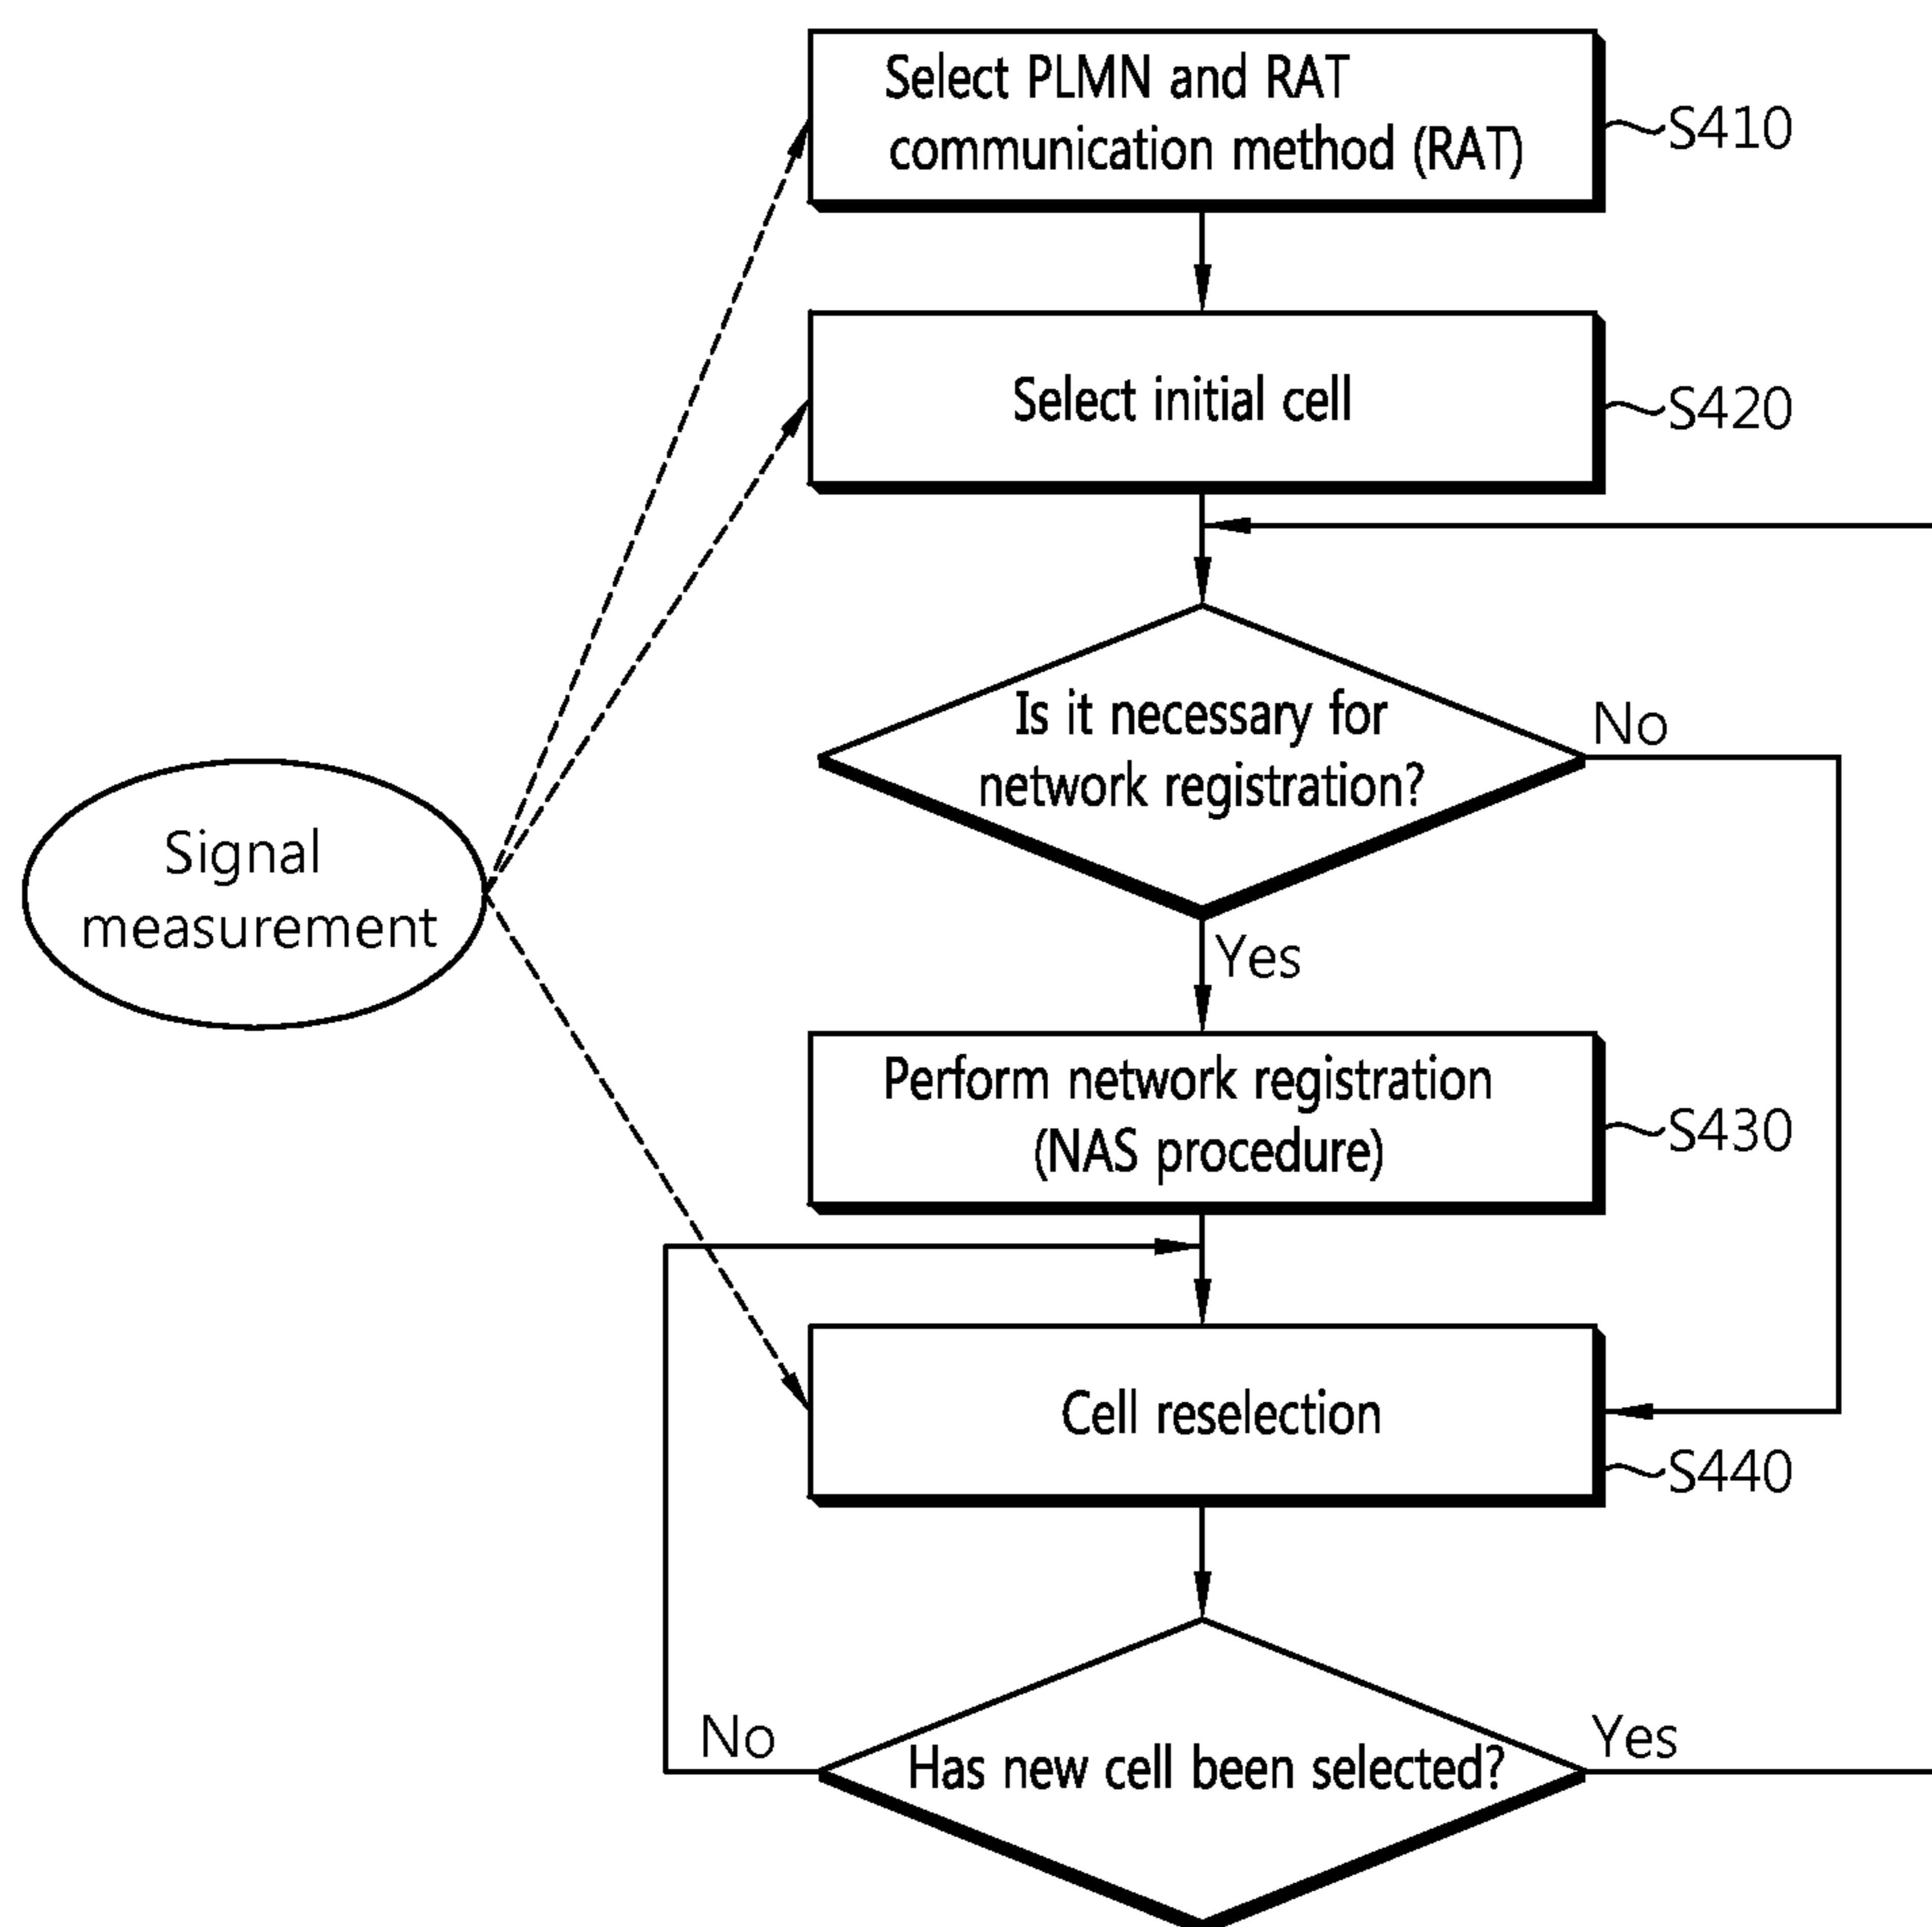 Select PLMN and RAT
communication method (RAT)
S410
Select initial cell
S420
Is it necessary for
network registration?
No
Signal
measurement
Yes
Perform network registration
(NAS procedure)
S430
Cell reselection
S440
No
Has new cell been selected?
Yes